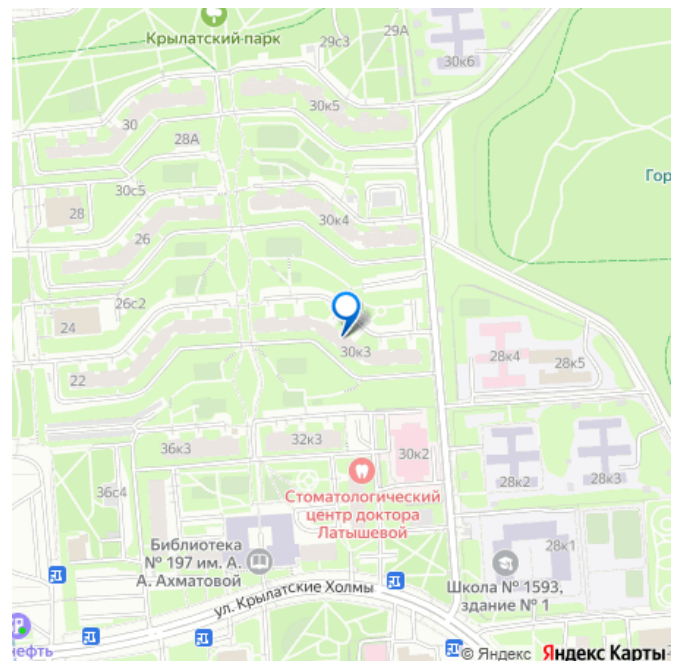 Крылатский парк
29с3
29А
30к6
30
30к5
28А
30с5
28
Гор
26
30к4
26с2
24
30к3
22
28к4
28к5
36к3
32к3
30к2
28к2
28к3
36с4
Стоматологический
центр доктора
Латышевой
Библиотека
№ 197 им. А.
А. Ахматовой
28к1
Школа № 1593,
здание № 1
ул. Крылатские Холмы
нефть
© Яндекс Яндекс Карты